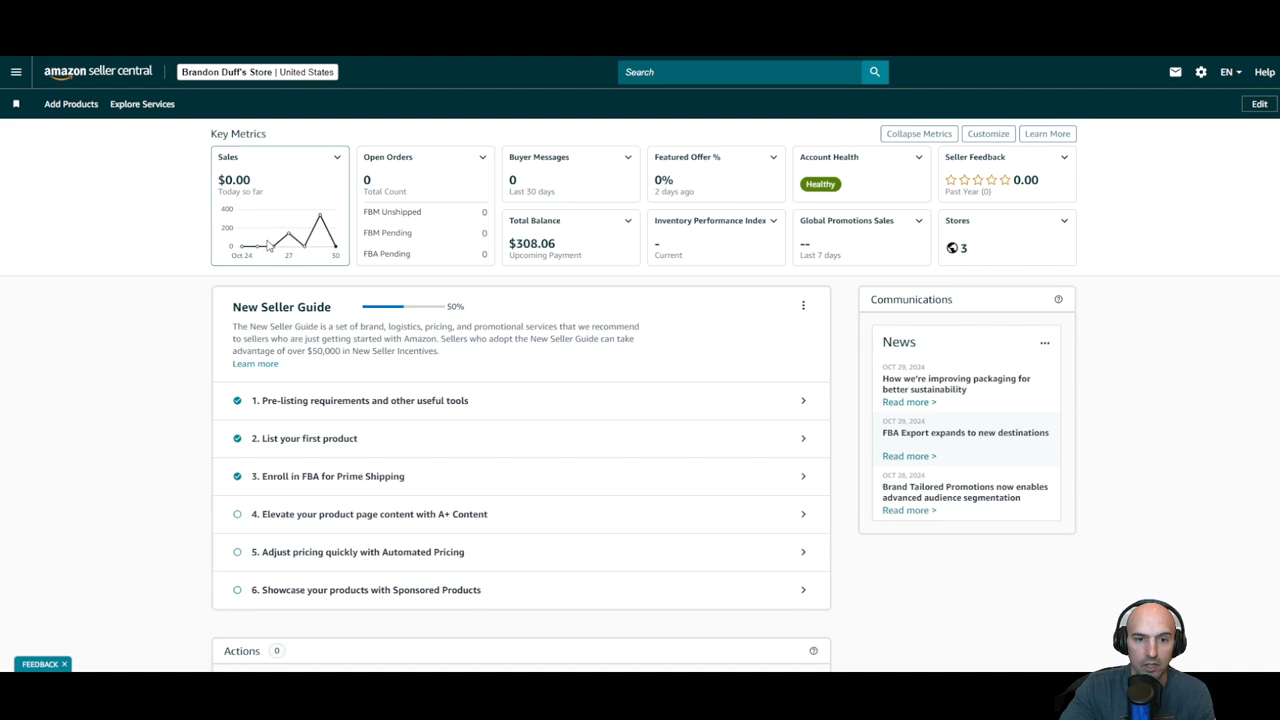 amazon seller central
Brandon Duff's Store | United States
Search
EN
Help
Add Products
Explore Services
Edit
Key Metrics
Collapse Metrics
Customize
Learn More
Sales
$0.00
Today so far
400
200
0
Oct 24
27
30
Open Orders
0
Total Count
FBM Unshipped 0
FBM Pending 0
FBA Pending 0
Buyer Messages
0
Last 30 days
Featured Offer %
0%
2 days ago
Account Health
Healthy
Seller Feedback
0.00
Past Year (0)
Total Balance
$308.06
Upcoming Payment
Inventory Performance Index
-
Current
Global Promotions Sales
--
Last 7 days
Stores
3
New Seller Guide
50%
The New Seller Guide is a set of brand, logistics, pricing, and promotional services that we recommend
to sellers who are just getting started with Amazon. Sellers who adopt the New Seller Guide can take
advantage of over $50,000 in New Seller Incentives.
Learn more
1. Pre-listing requirements and other useful tools
2. List your first product
3. Enroll in FBA for Prime Shipping
4. Elevate your product page content with A+ Content
5. Adjust pricing quickly with Automated Pricing
6. Showcase your products with Sponsored Products
Communications
News
OCT 29, 2024
How we're improving packaging for
better sustainability
Read more >
OCT 29, 2024
FBA Export expands to new destinations
Read more >
OCT 28, 2024
Brand Tailored Promotions now enables
advanced audience segmentation
Read more >
Actions 0
FEEDBACK ×